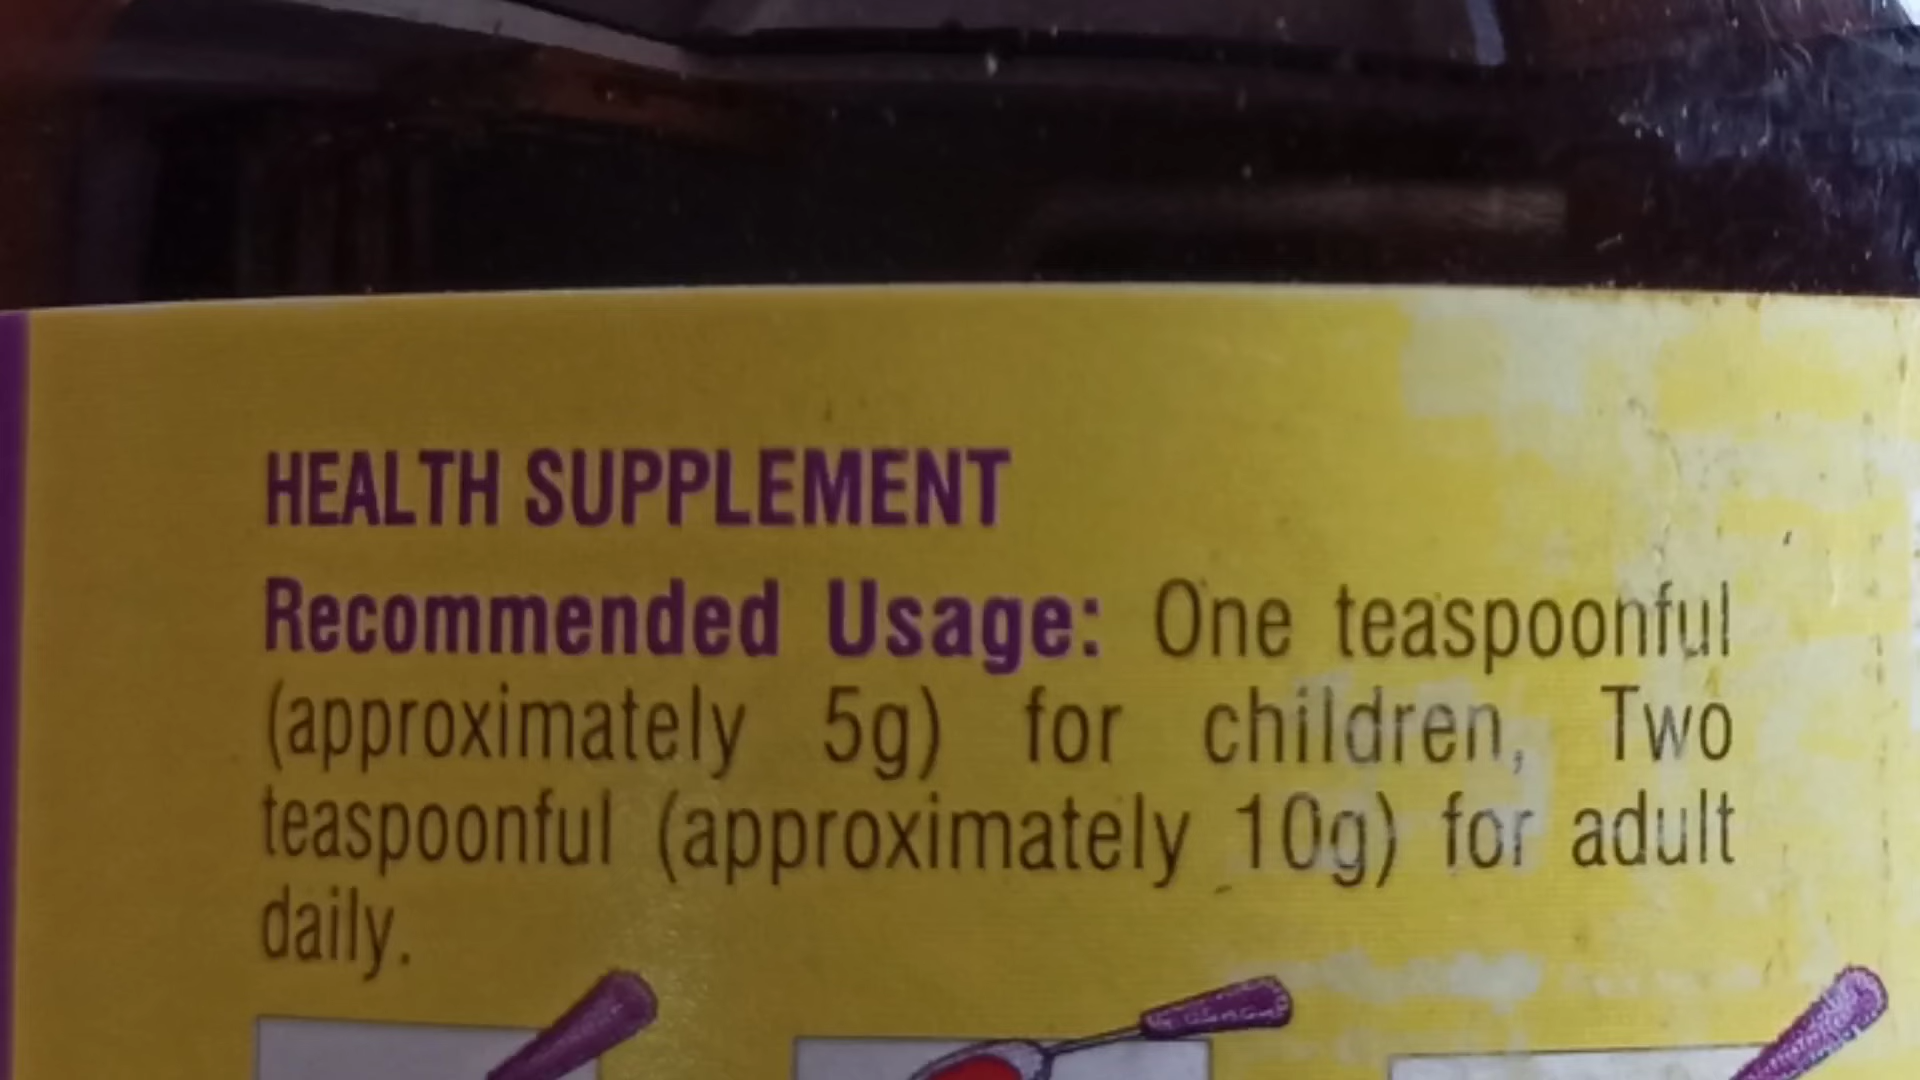 HEALTH SUPPLEMENT
Recommended Usage: One teaspoonful
(approximately 5g) for children, Two
teaspoonful (approximately 10g) for adult
daily.